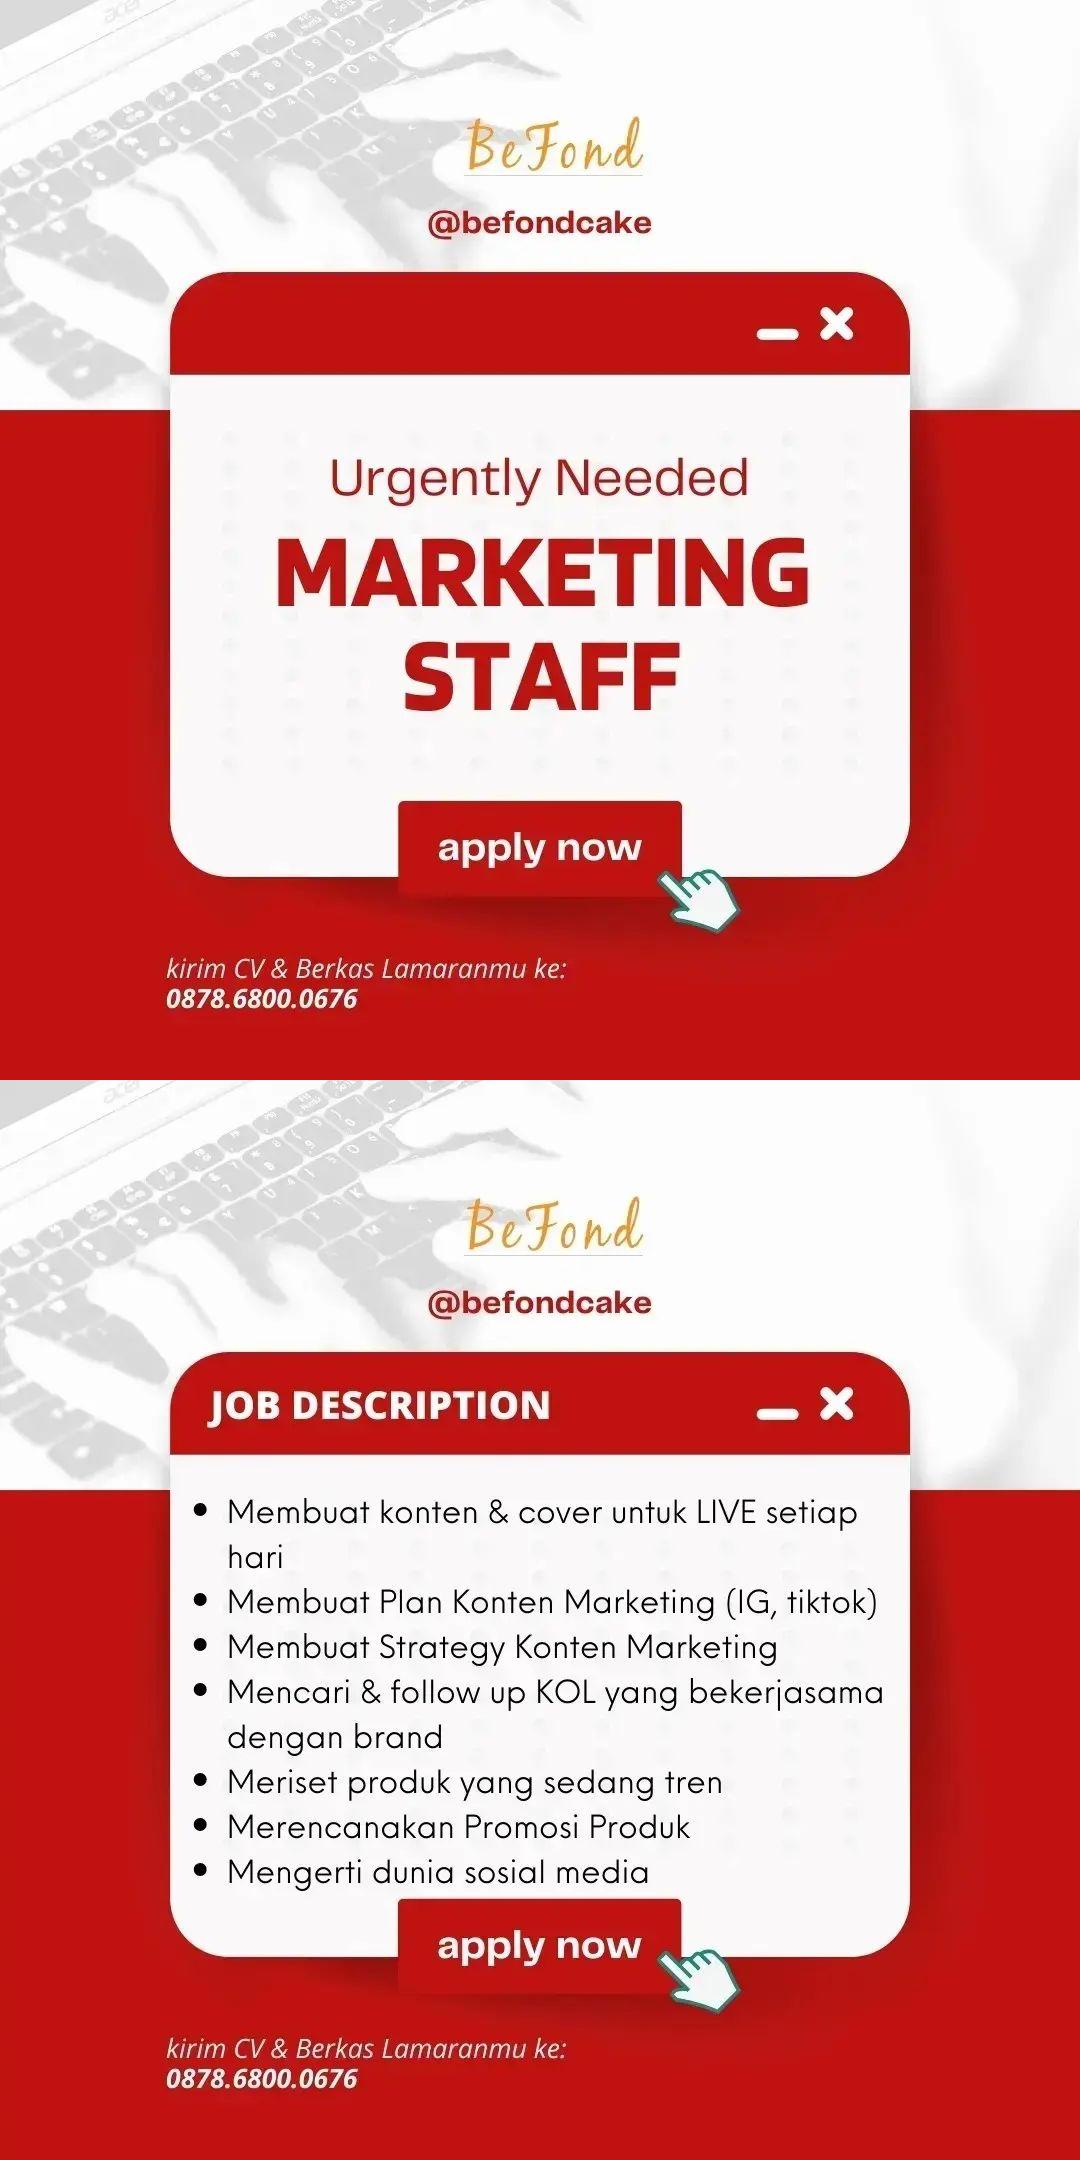 BeFond
@befondcake
Urgently Needed
MARKETING
STAFF
apply now
kirim CV & Berkas Lamaranmu ke:
0878.6800.0676
BeFond
@befondcake
JOB DESCRIPTION
• Membuat konten & cover untuk LIVE setiap
hari
• Membuat Plan Konten Marketing (IG, tiktok)
• Membuat Strategy Konten Marketing
• Mencari & follow up KOL yang bekerjasama
dengan brand
• Meriset produk yang sedang tren
• Merencanakan Promosi Produk
• Mengerti dunia sosial media
apply now
kirim CV & Berkas Lamaranmu ke:
0878.6800.0676